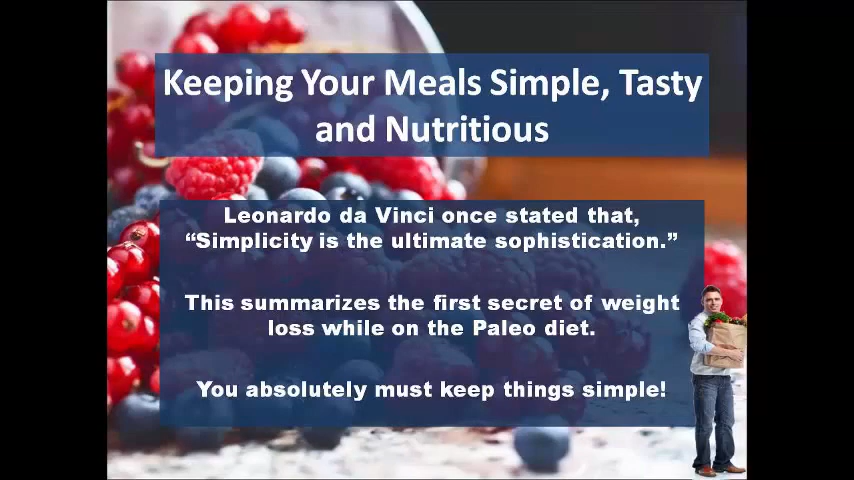 Keeping Your Meals Simple, Tasty
and Nutritious
Leonardo da Vinci once stated that,
“Simplicity is the ultimate sophistication.”
This summarizes the first secret of weight
loss while on the Paleo diet.
You absolutely must keep things simple!